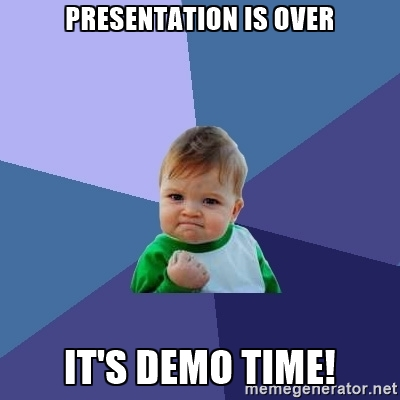 PRESENTATION IS OVER
IT'S DEMO TIME!
memegenerator.net